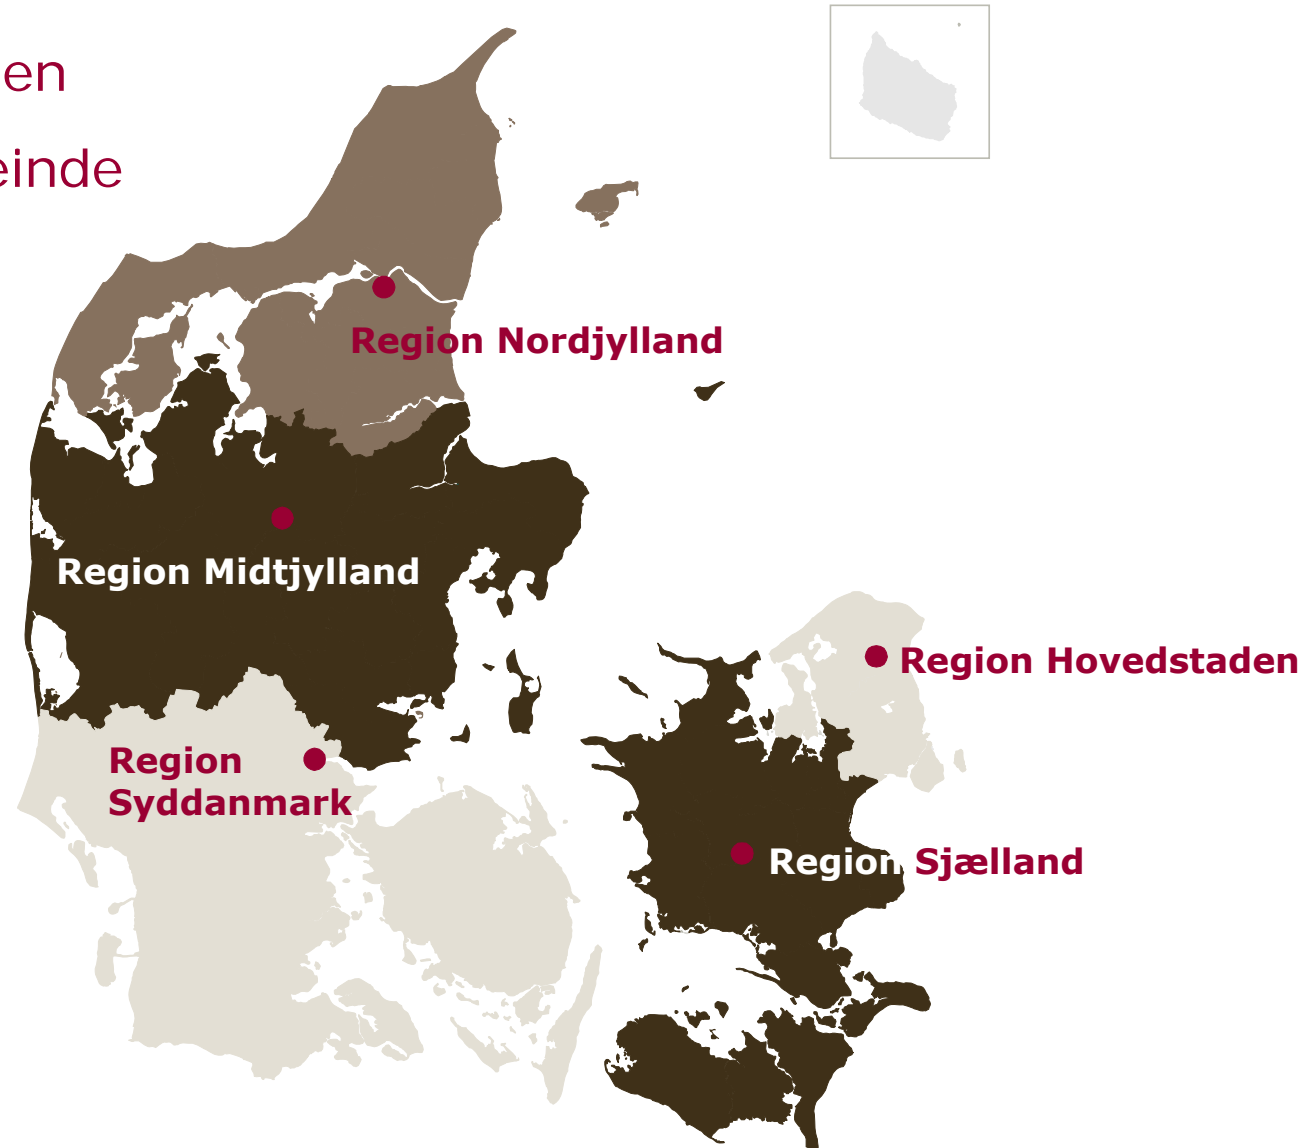 en
einde
Region Nordjylland
Region Midtjylland
Region Hovedstaden
Region
Syddanmark
Region Sjælland